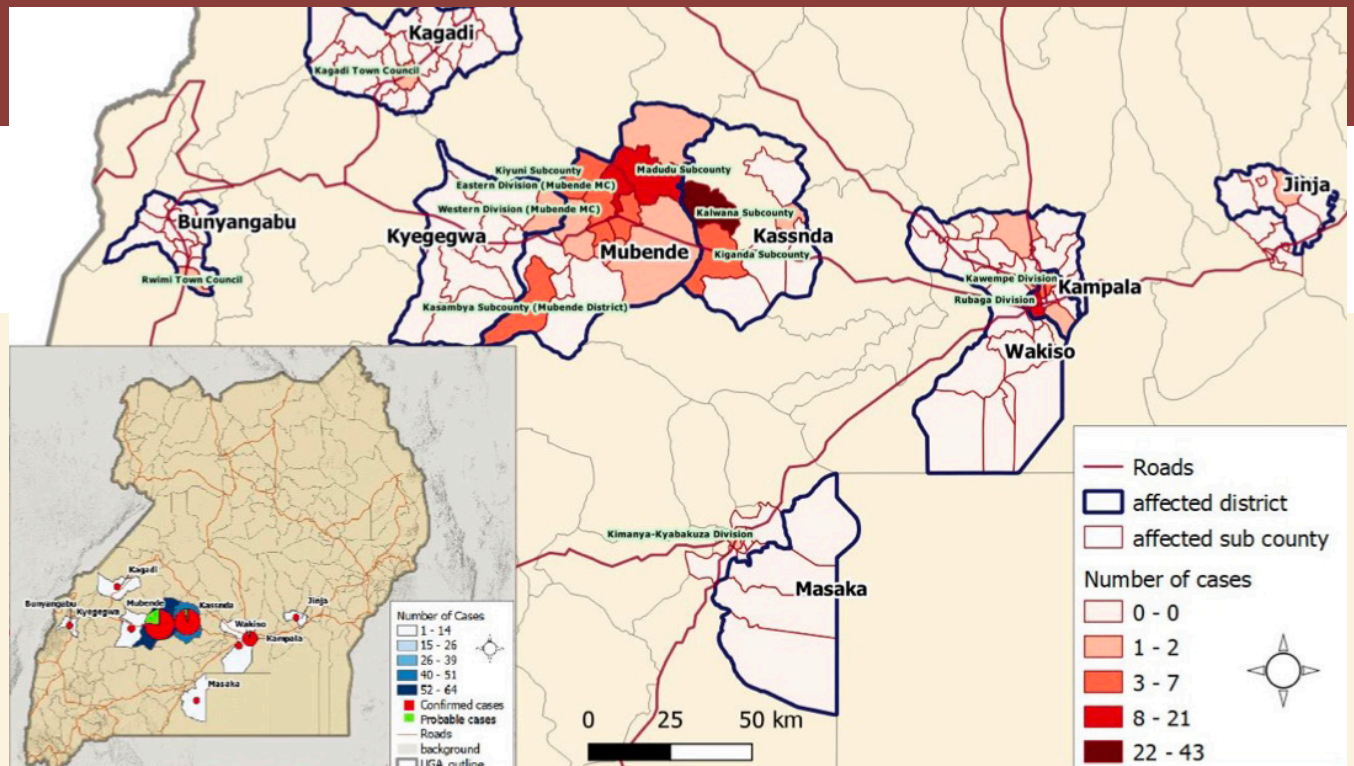 Kagadi
Kagadi Town Council
Kiyuni Subcounty
Madudu Subcounty
Eastern Division (Mubende MC)
Western Division (Mubende MC)
Kalwana Subcounty
Jinja
Bunyangabu
Kyegegwa
Mubende
Kassnda
Kiganda Subcounty
Rwimi Town Council
Kawempe Division
Kampala
Rubaga Division
Kasambya Subcounty (Mubende District)
Wakiso
Kimanya-Kyabakuza Division
Masaka
Roads
affected district
affected sub county
Number of cases
0 - 0
1 - 2
3 - 7
8 - 21
22 - 43
0 25 50 km
Kagadi
Bunyangabu
Kyegegwa
Mubende
Kassnda
Jinja
Wakiso
Kampala
Masaka
Number of Cases
1 - 14
15 - 26
26 - 39
40 - 51
52 - 64
Confirmed cases
Probable cases
Roads
background
UGA_outline